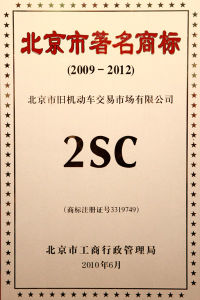 北京市著名商标
(2009-2012)
北京市旧机动车交易市场有限公司
2SC
(商标注册证号3319749)
北京市工商行政管理局
2010年6月